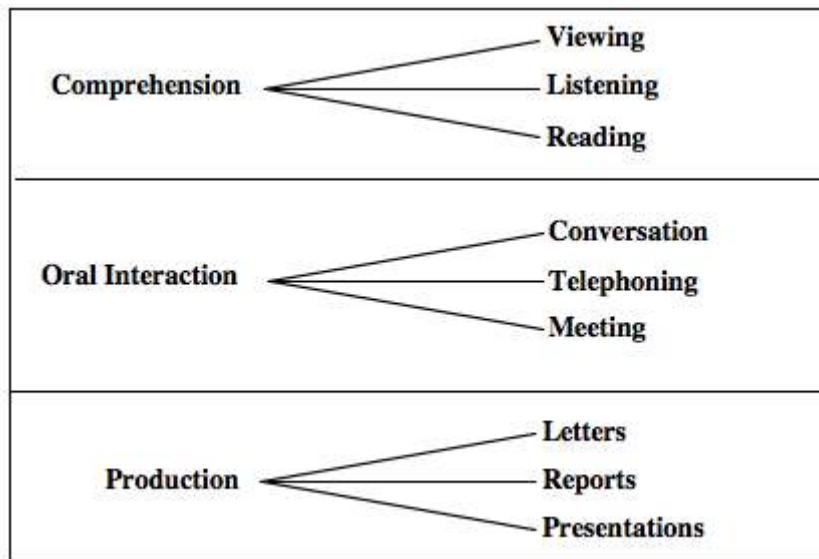 Comprehension
Viewing
Listening
Reading
Oral Interaction
Conversation
Telephoning
Meeting
Production
Letters
Reports
Presentations